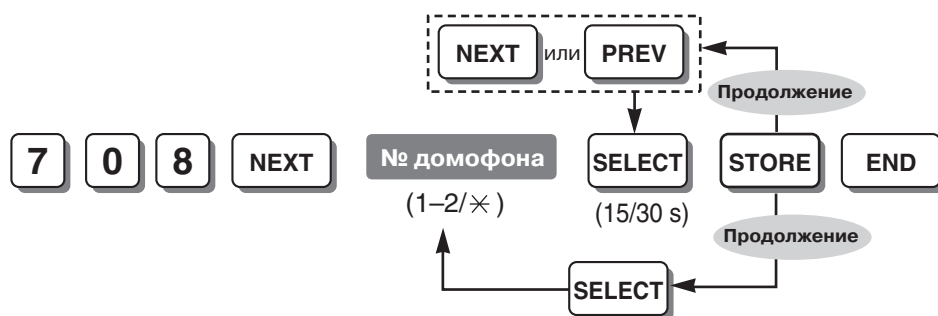 NEXT или PREV
Продолжение
7 0 8 NEXT № домофона SELECT STORE END
(1–2/✳) (15/30 s)
Продолжение
SELECT